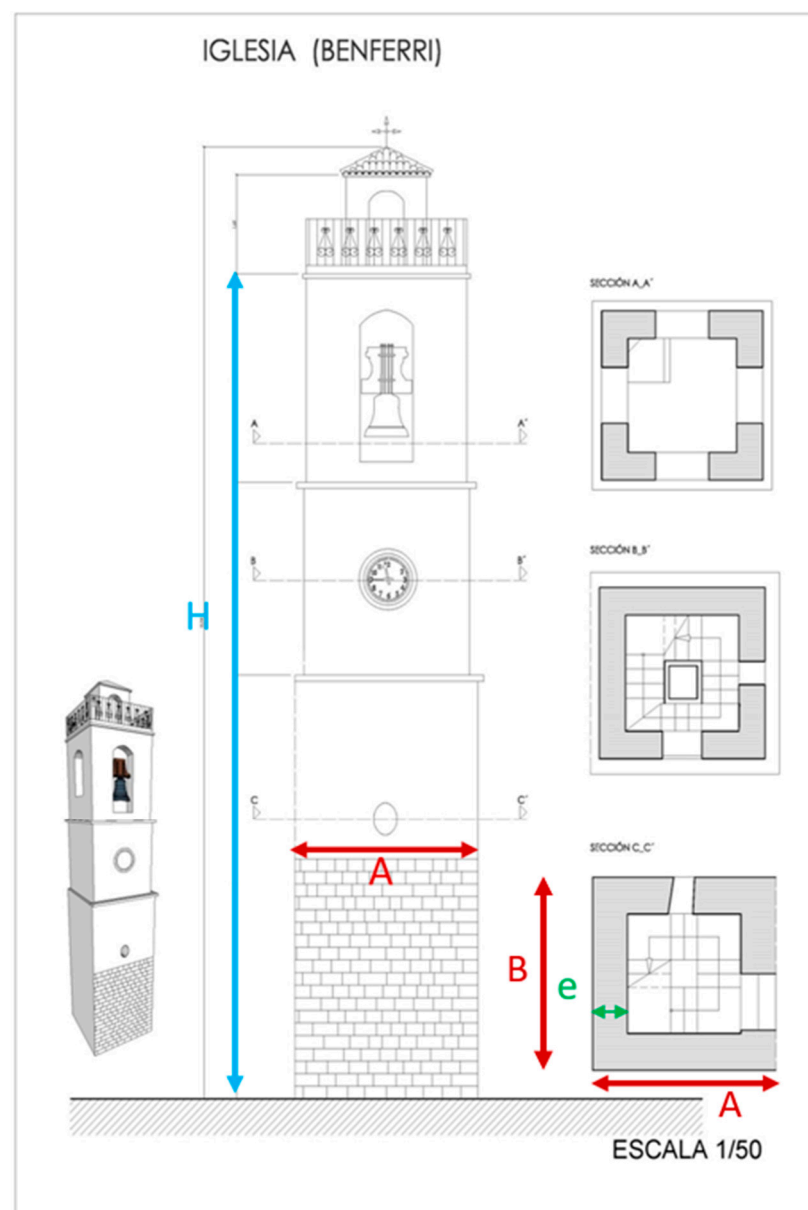 IGLESIA (BENFERRI)
SECCIÓN A_A´
A A´
SECCIÓN B_B´
B B´
H
C C´
SECCIÓN C_C´
A
B
e
A
ESCALA 1/50